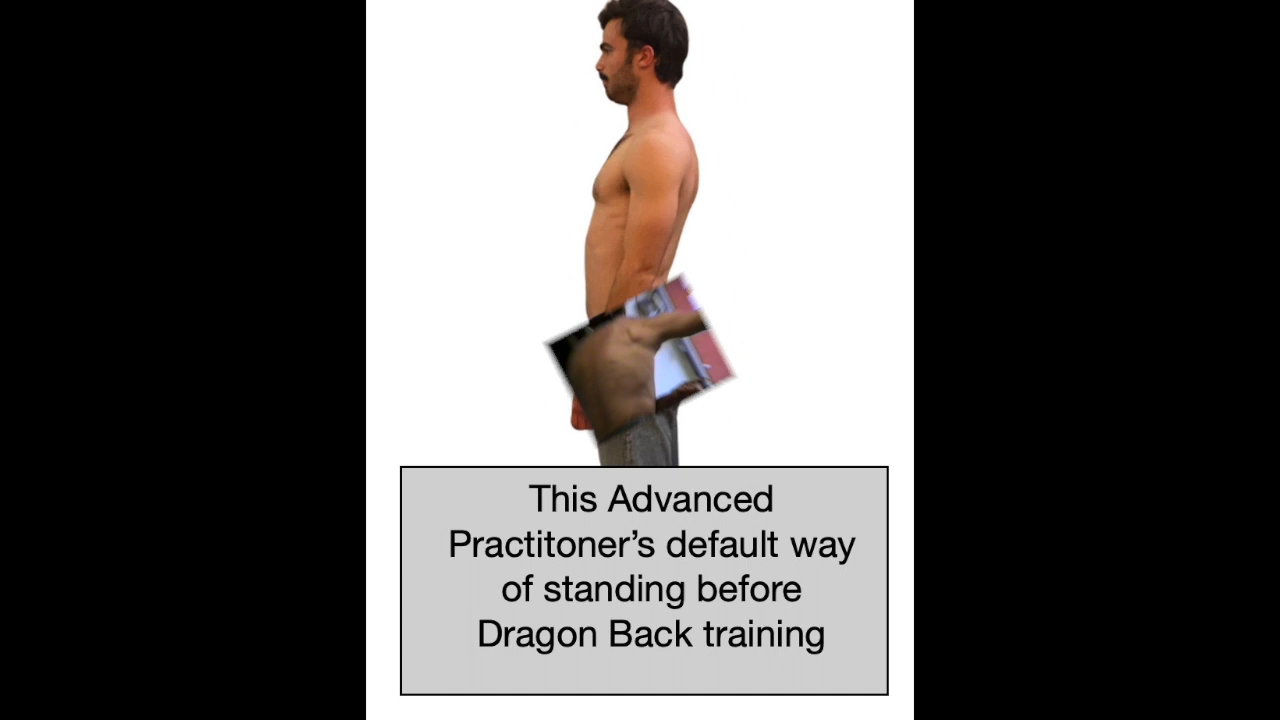 This Advanced
Practitoner’s default way
of standing before
Dragon Back training